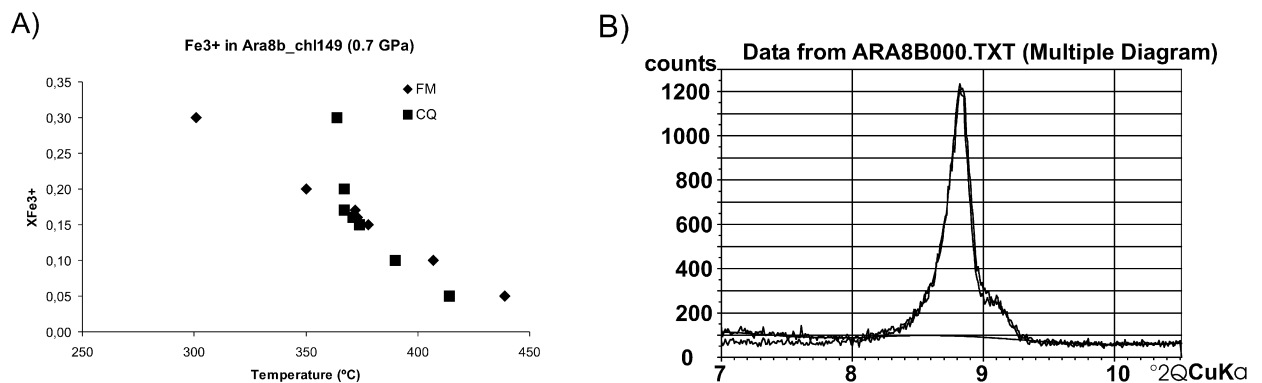 A)
Fe3+ in Ara8b_chl149 (0.7 GPa)
0,35
0,30
0,25
0,20
0,15
0,10
0,05
0,00
XFe3+
FM
CQ
250
300
350
400
450
Temperature (ºC)
B)
Data from ARA8B000.TXT (Multiple Diagram)
counts
1200
1000
800
600
400
200
0
7
8
9
10
°2QCuKα